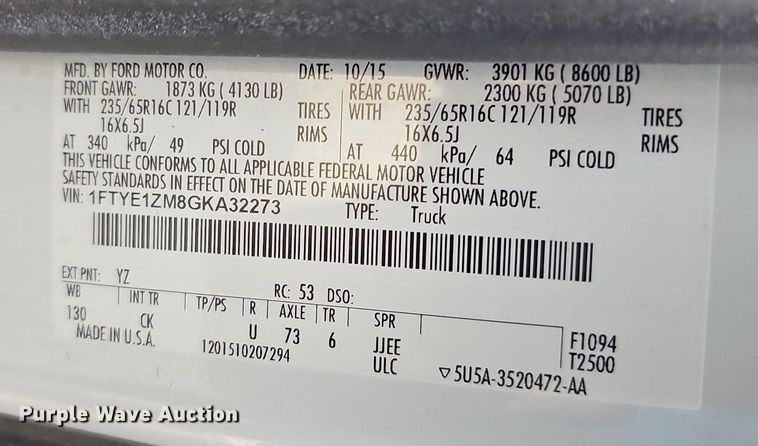 MFD. BY FORD MOTOR CO. DATE: 10/15 GVWR: 3901 KG ( 8600 LB)
FRONT GAWR: 1873 KG ( 4130 LB) REAR GAWR: 2300 KG ( 5070 LB)
WITH 235/65R16C 121/119R TIRES WITH 235/65R16C 121/119R TIRES
16X6.5J RIMS 16X6.5J RIMS
AT 340 kPa/ 49 PSI COLD AT 440 kPa/ 64 PSI COLD
THIS VEHICLE CONFORMS TO ALL APPLICABLE FEDERAL MOTOR VEHICLE
SAFETY STANDARDS IN EFFECT ON THE DATE OF MANUFACTURE SHOWN ABOVE.
VIN: 1FTYE1ZM8GKA32273 TYPE: Truck
EXT PNT: YZ RC: 53 DSO:
WB INT TR TP/PS R AXLE TR SPR
130 CK U 73 6 JJEE F1094
MADE IN U.S.A. 1201510207294 ULC T2500
▽5U5A-3520472-AA
Purple Wave Auction